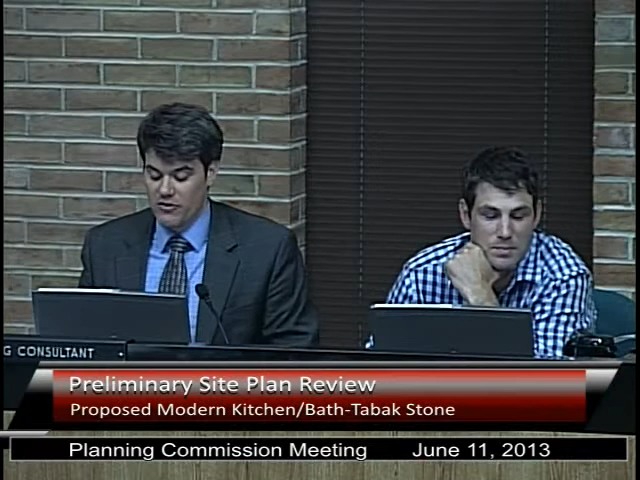 G CONSULTANT
Preliminary Site Plan Review
Proposed Modern Kitchen/Bath-Tabak Stone
Planning Commission Meeting June 11, 2013